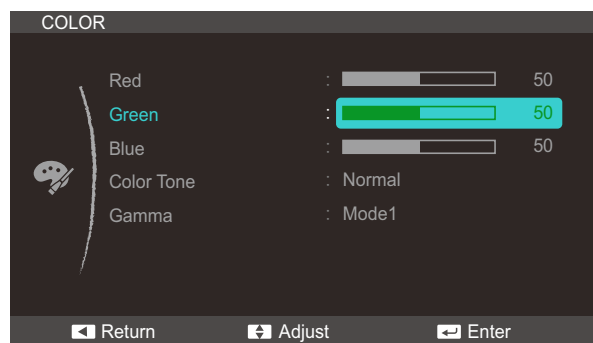 COLOR
Red : 50
Green : 50
Blue : 50
Color Tone : Normal
Gamma : Mode1
Return Adjust Enter